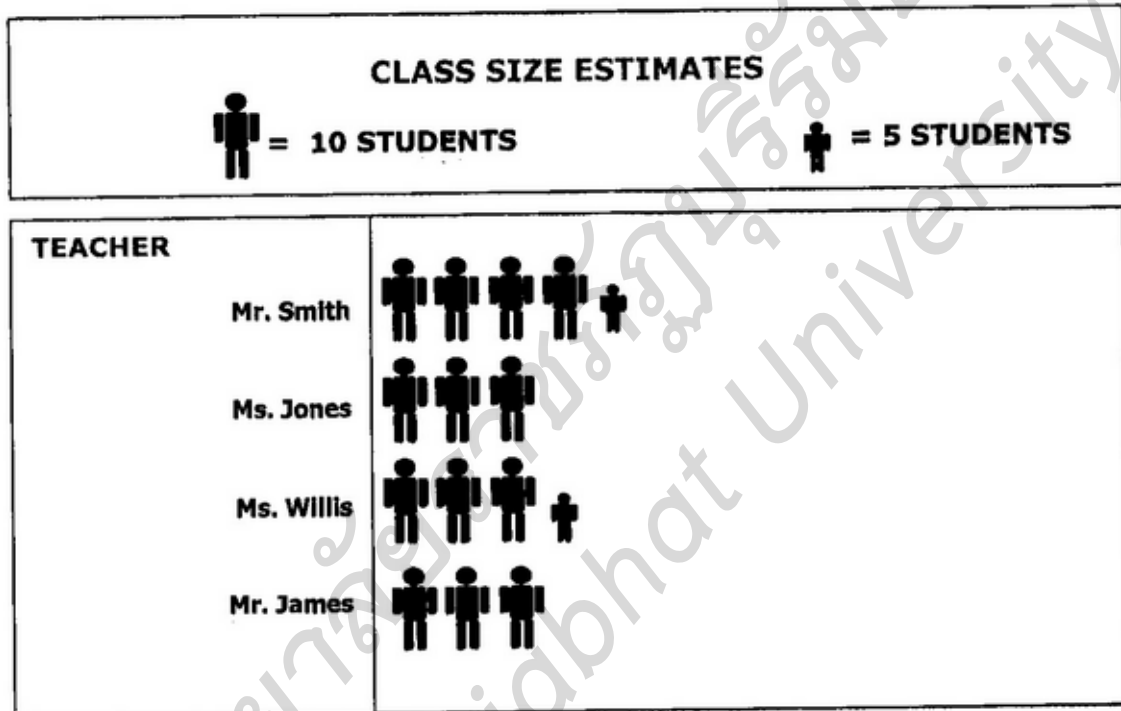 CLASS SIZE ESTIMATES
= 10 STUDENTS
= 5 STUDENTS
TEACHER
Mr. Smith
Ms. Jones
Ms. Willis
Mr. James
University